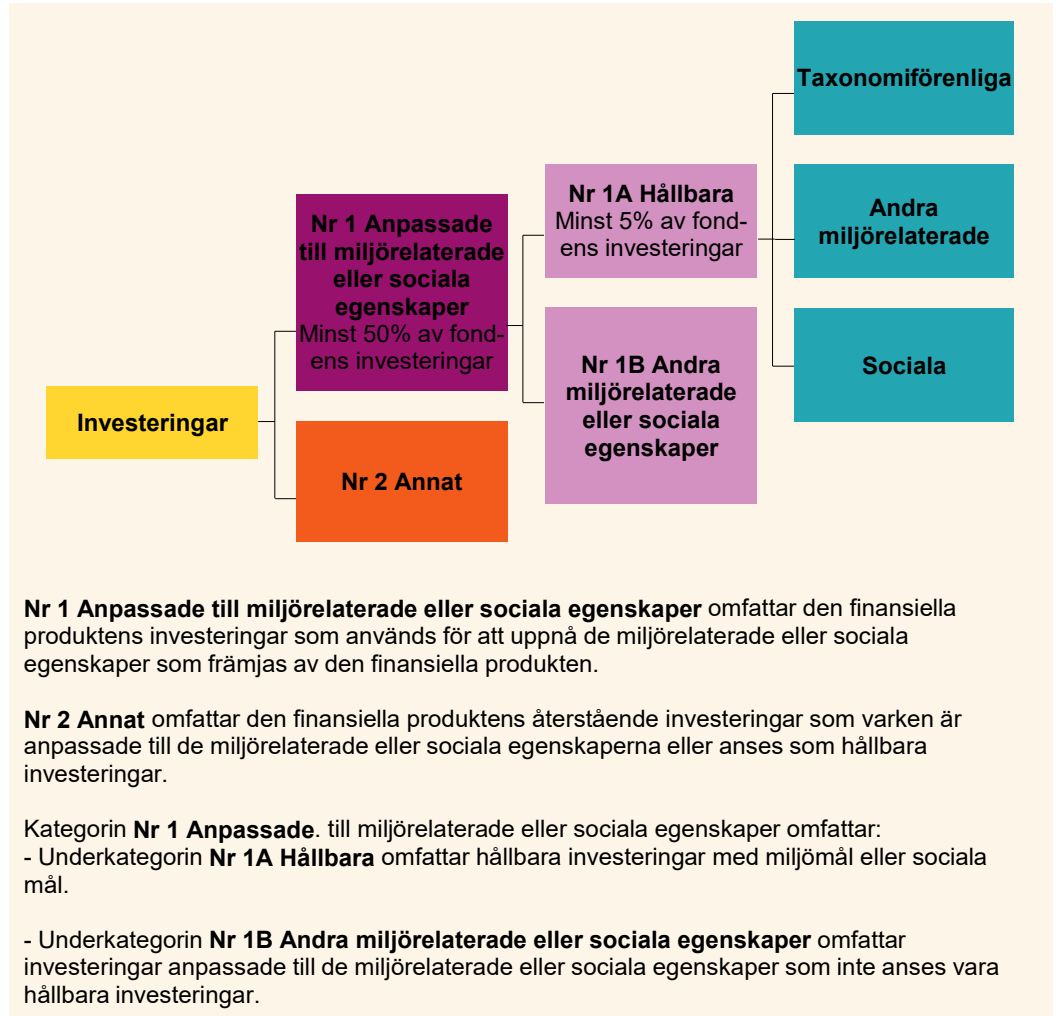 Taxonomiförenliga
Nr 1A Hållbara
Minst 5% av fond-
ens investeringar
Andra
miljörelaterade
Nr 1 Anpassade
till miljörelaterade
eller sociala
egenskaper
Minst 50% av fond-
ens investeringar
Nr 1B Andra
miljörelaterade
eller sociala
egenskaper
Sociala
Investeringar
Nr 2 Annat
Nr 1 Anpassade till miljörelaterade eller sociala egenskaper omfattar den finansiella
produktens investeringar som används för att uppnå de miljörelaterade eller sociala
egenskaper som främjas av den finansiella produkten.
Nr 2 Annat omfattar den finansiella produktens återstående investeringar som varken är
anpassade till de miljörelaterade eller sociala egenskaperna eller anses som hållbara
investeringar.
Kategorin Nr 1 Anpassade. till miljörelaterade eller sociala egenskaper omfattar:
- Underkategorin Nr 1A Hållbara omfattar hållbara investeringar med miljömål eller sociala
mål.
- Underkategorin Nr 1B Andra miljörelaterade eller sociala egenskaper omfattar
investeringar anpassade till de miljörelaterade eller sociala egenskaper som inte anses vara
hållbara investeringar.